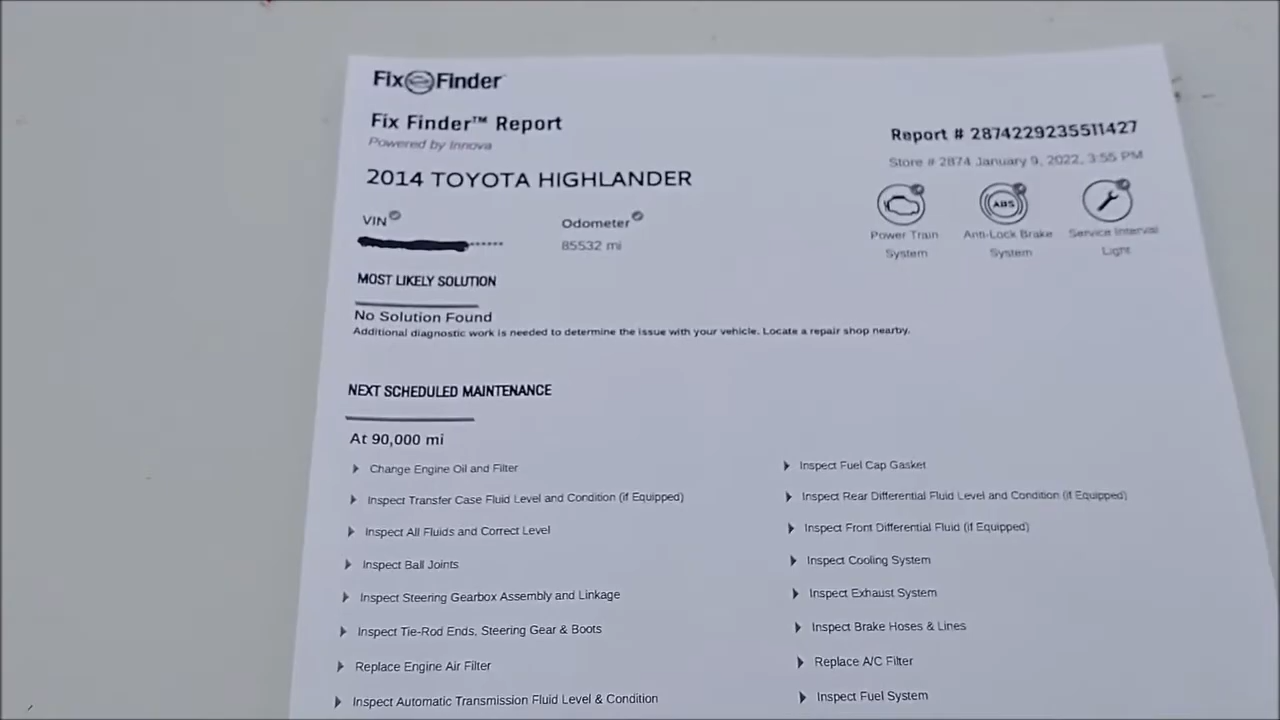 Fix Finder
Fix Finder™ Report
Powered by Innova
Report # 2874229235511427
Store # 2874 January 9, 2022, 3:55 PM
2014 TOYOTA HIGHLANDER
VIN
Odometer
85532 mi
ABS
Power Train
System
Anti-Lock Brake
System
Service Interval
Light
MOST LIKELY SOLUTION
No Solution Found
Additional diagnostic work is needed to determine the issue with your vehicle. Locate a repair shop nearby.
NEXT SCHEDULED MAINTENANCE
At 90,000 mi
Change Engine Oil and Filter
Inspect Transfer Case Fluid Level and Condition (if Equipped)
Inspect All Fluids and Correct Level
Inspect Ball Joints
Inspect Steering Gearbox Assembly and Linkage
Inspect Tie-Rod Ends, Steering Gear & Boots
Replace Engine Air Filter
Inspect Automatic Transmission Fluid Level & Condition
Inspect Fuel Cap Gasket
Inspect Rear Differential Fluid Level and Condition (if Equipped)
Inspect Front Differential Fluid (if Equipped)
Inspect Cooling System
Inspect Exhaust System
Inspect Brake Hoses & Lines
Replace A/C Filter
Inspect Fuel System